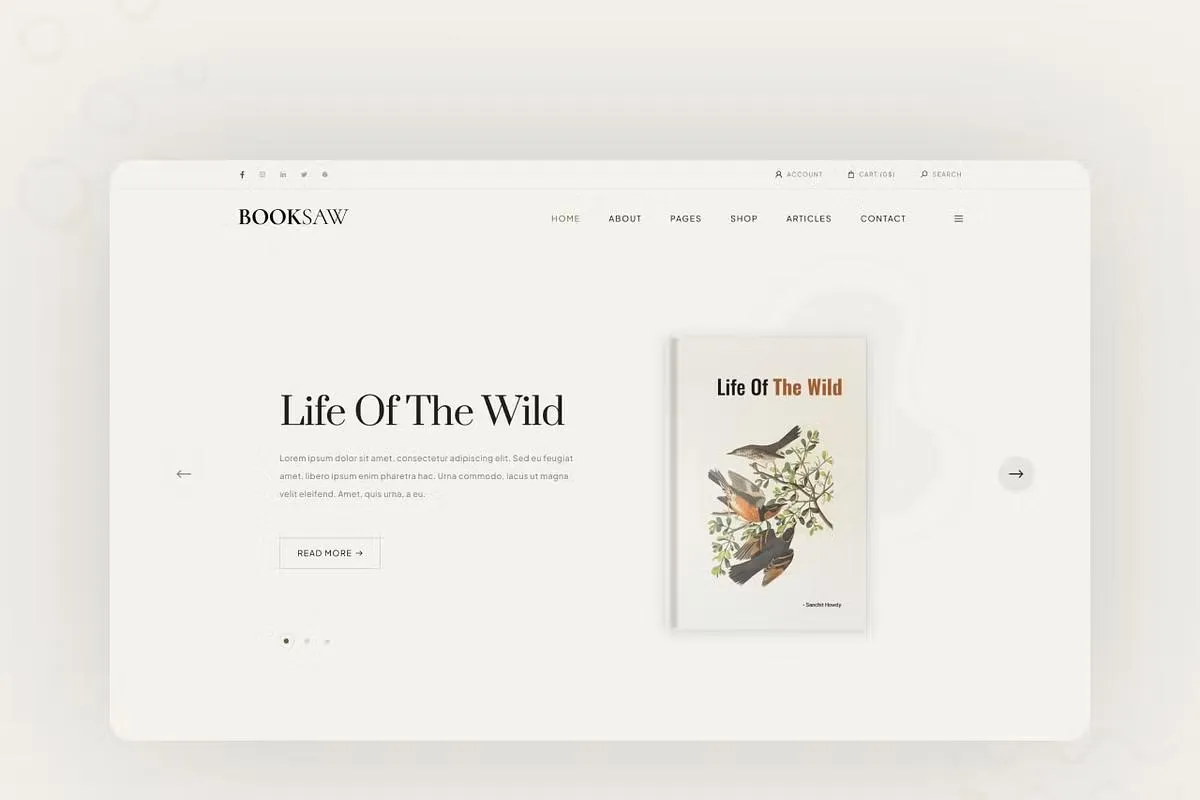 ACCOUNT
CART:(0$)
SEARCH
BOOKSAW
HOME ABOUT PAGES SHOP ARTICLES CONTACT
Life Of The Wild
Lorem ipsum dolor sit amet, consectetur adipiscing elit. Sed eu feugiat
amet, libero ipsum enim pharetra hac. Urna commodo, lacus ut magna
velit eleifend. Amet, quis urna, a eu.
READ MORE →
Life Of The Wild
- Sanchit Howdy